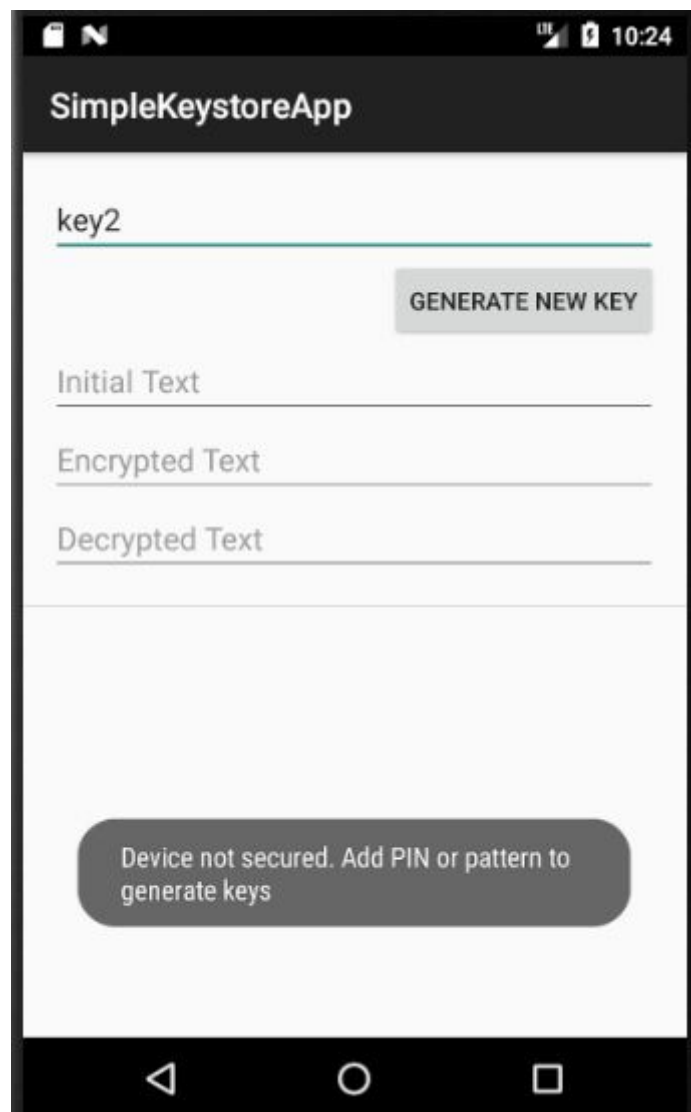 LTE 10:24
SimpleKeystoreApp
key2
GENERATE NEW KEY
Initial Text
Encrypted Text
Decrypted Text
Device not secured. Add PIN or pattern to
generate keys